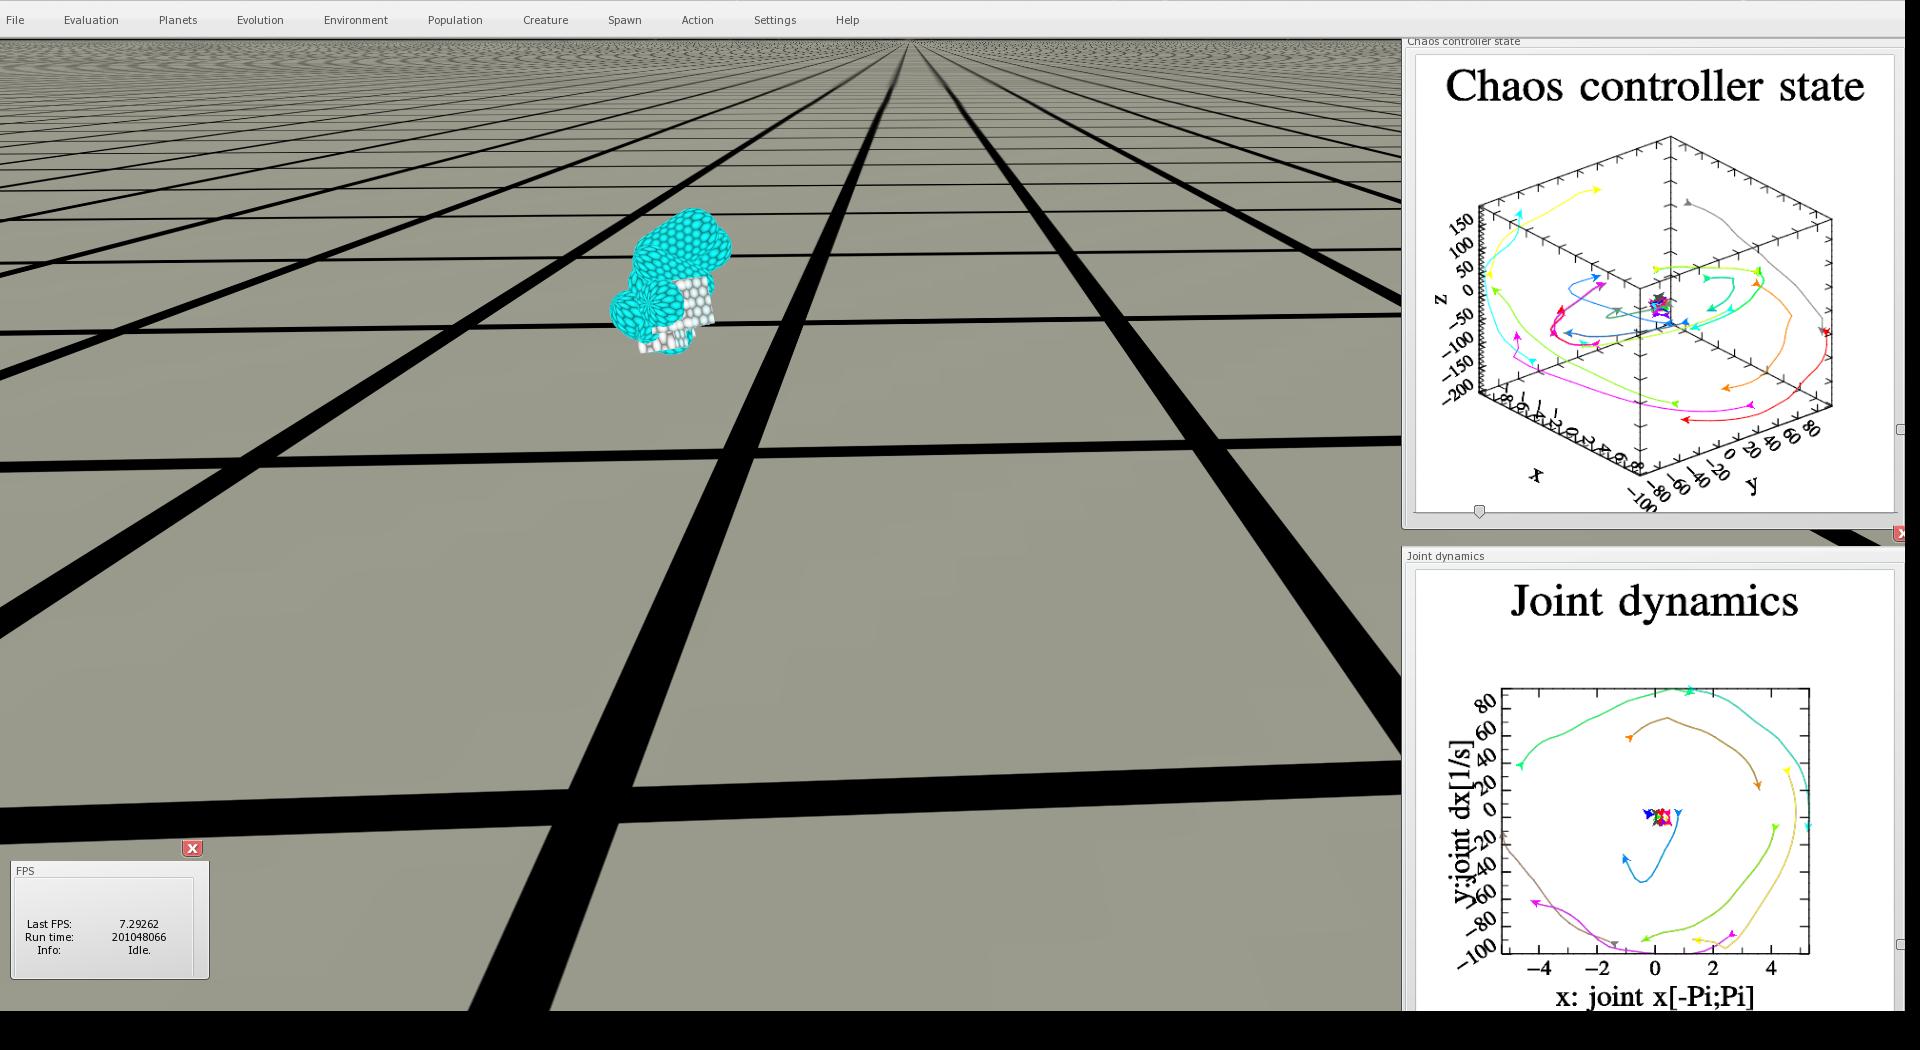 File Evaluation Planets Evolution Environment Population Creature Spawn Action Settings Help
Chaos controller state
Chaos controller state
150
100
50
0
−50
−100
−150
−200
z
x
−100 −80 −60 −40 −20 0 20 40 60 80
y
Joint dynamics
Joint dynamics
80
60
40
20
0
−20
−40
−60
−80
−100
y:joint dx[1/s]
−4 −2 0 2 4
x: joint x[-Pi;Pi]
FPS
Last FPS: 7.29262
Run time: 201048066
Info: Idle.